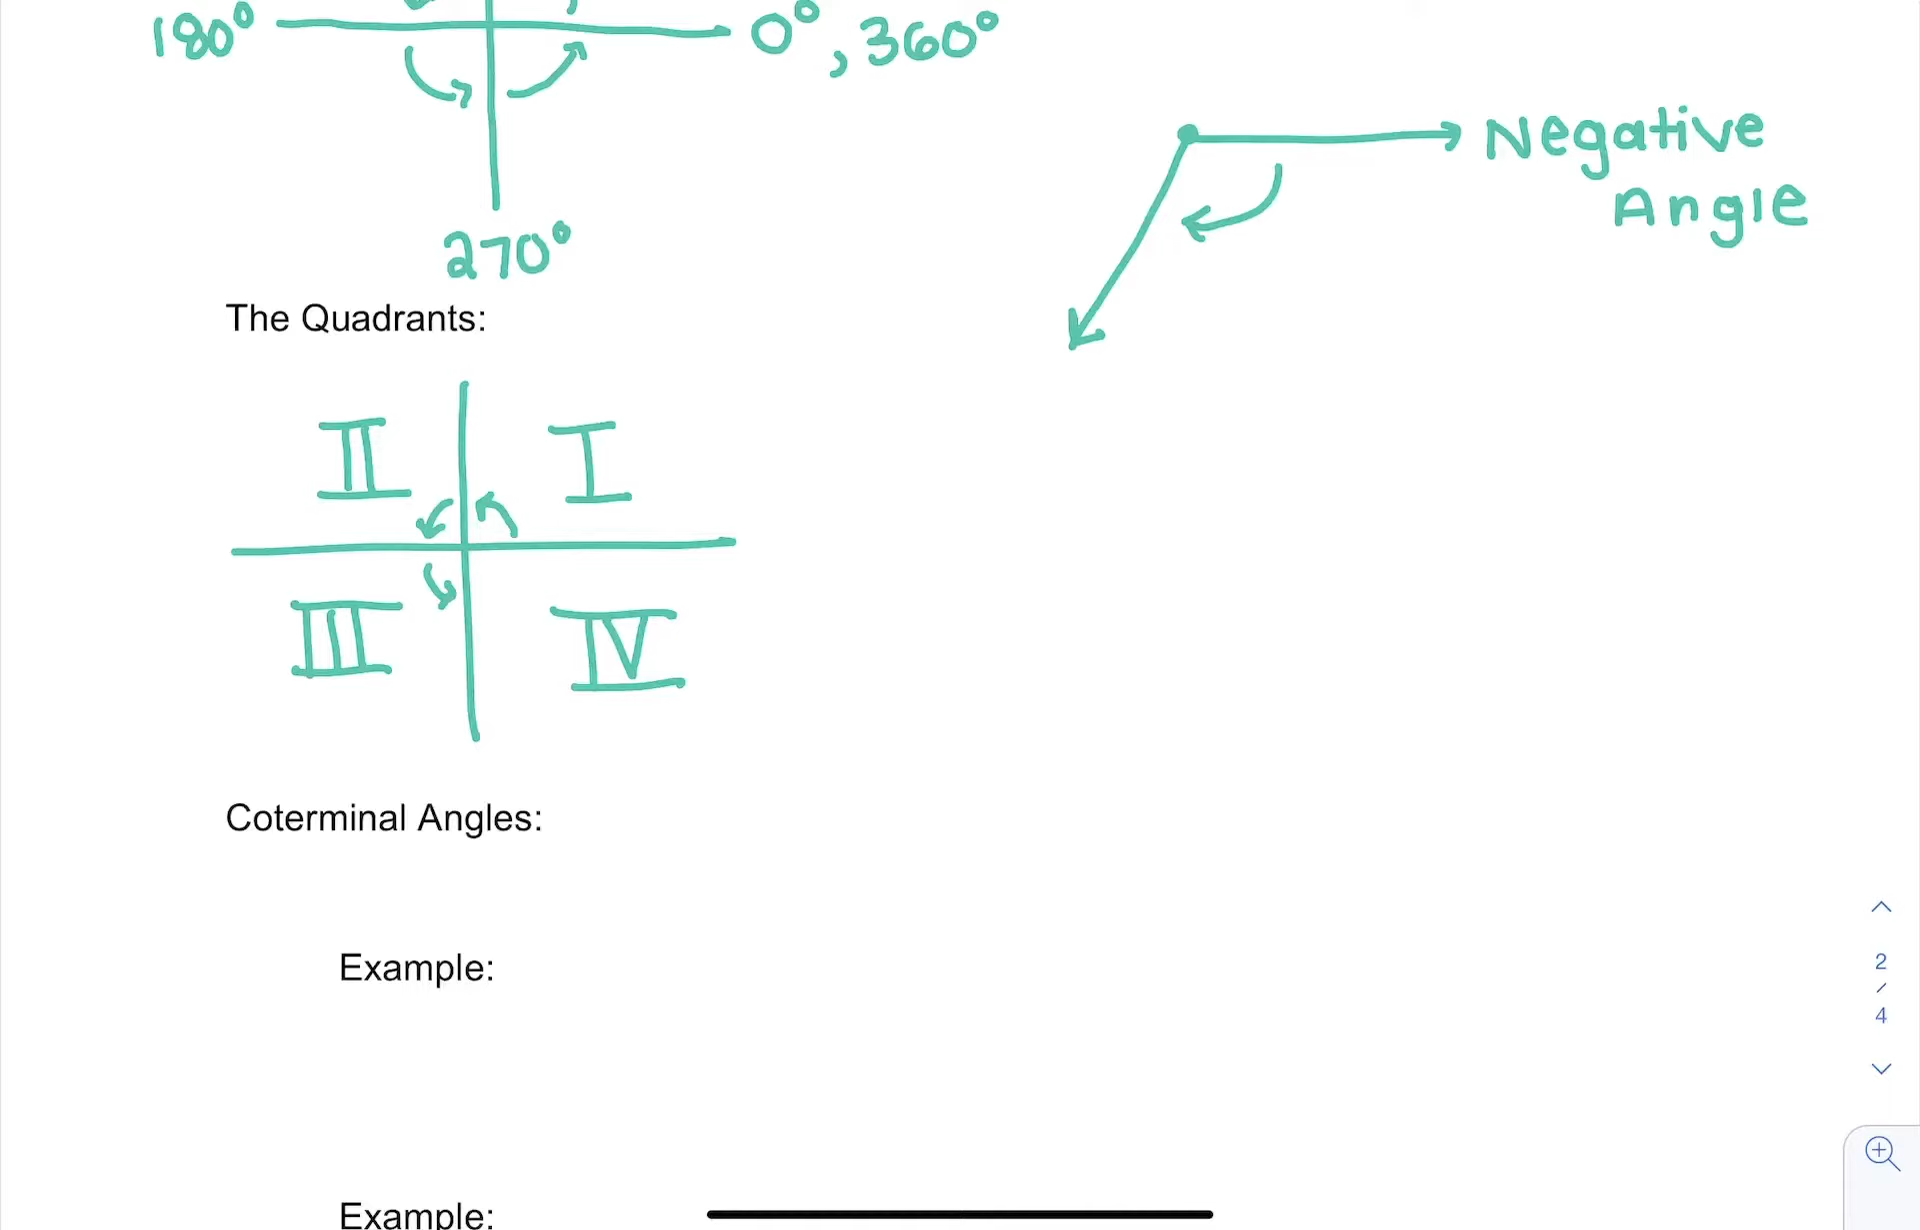 180° 0°, 360°
270°
Negative
Angle
The Quadrants:
II I
III IV
Coterminal Angles:
Example:
Example:
2
/
4